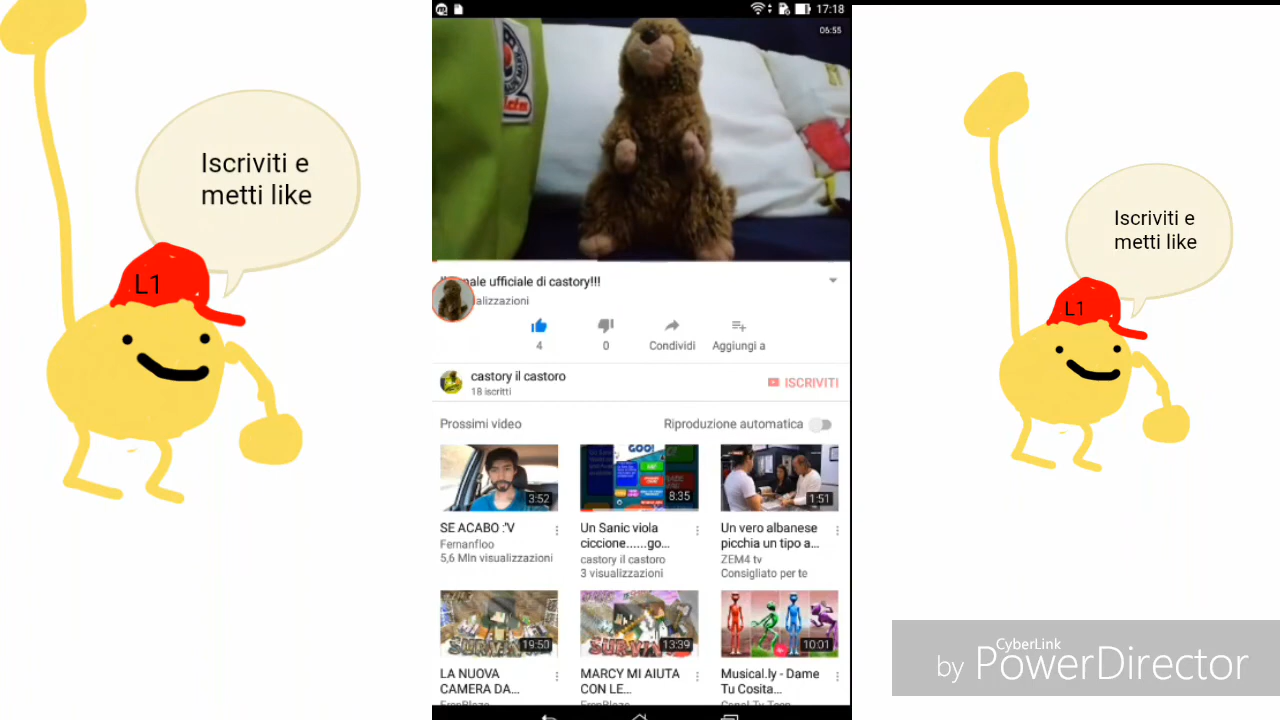 Iscriviti e
metti like
L1
17:18
06:55
ufficiale di castory!!!
4
0
Condividi
Aggiungi a
castory il castoro
18 iscritti
ISCRIVITI
Prossimi video
Riproduzione automatica
3:52
SE ACABO :'V
Fernanfloo
5,6 Mln visualizzazioni
8:35
Un Sanic viola
ciccione......go...
castory il castoro
3 visualizzazioni
1:51
Un vero albanese
picchia un tipo a...
ZEM4 tv
Consigliato per te
19:50
LA NUOVA
CAMERA DA...
13:39
MARCY MI AIUTA
CON LE...
10:01
Musical.ly - Dame
Tu Cosita...
Iscriviti e
metti like
L1
by CyberLink
PowerDirector